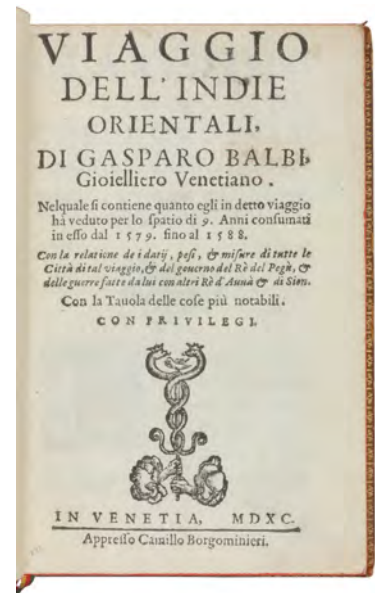 VIAGGIO
DELL'INDIE
ORIENTALI,
DI GASPARO BALBI,
Gioielliero Venetiano.
Nelquale si contiene quanto egli in detto viaggio
hà veduto per lo spatio di 9. Anni consumati
in esso dal 1579. fino al 1588.
Con la relatione de i datij, pesi, & misure di tutte le
Città di tal viaggio, & del gouerno del Rè del Pegù, &
delle guerre fatte da lui con altri Rè d'Auuà & di Sion.
Con la Tauola delle cose più notabili.
CON PRIVILEGI.
IN VENETIA, MDXC.
Appresso Camillo Borgominieri.